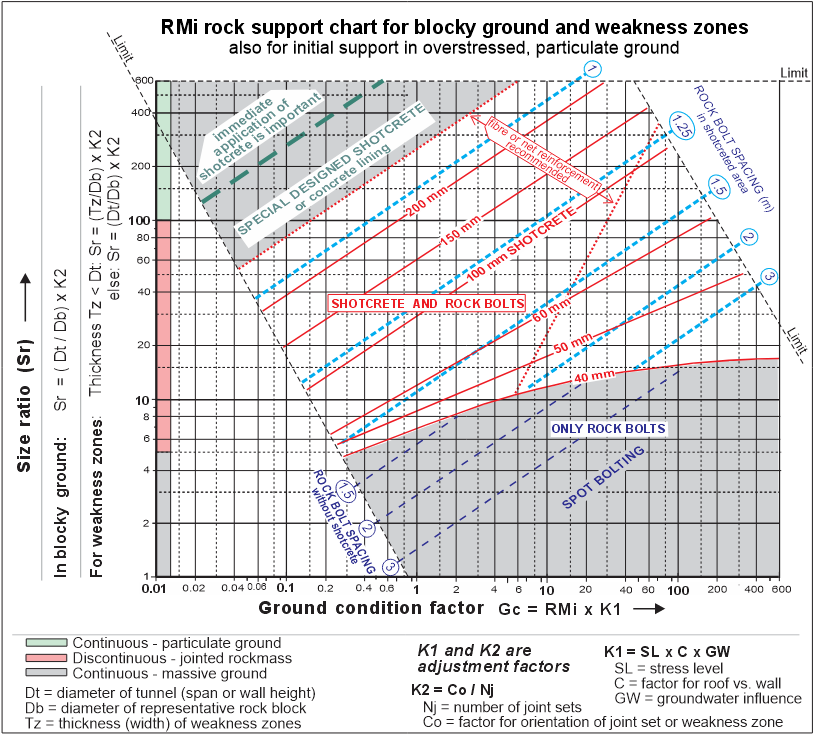 RMi rock support chart for blocky ground and weakness zones
also for initial support in overstressed, particulate ground
Limit
Limit
600
400
200
100
80
60
40
20
10
8
6
4
2
1
Size ratio (Sr)
In blocky ground: Sr = ( Dt / Db) x K2
For weakness zones: Thickness Tz < Dt: Sr = (Tz/Db) x K2
else: Sr = (Dt/Db) x K2
immediate
application of
shotcrete is important
SPECIAL DESIGNED SHOTCRETE
or concrete lining
1
1.25
1.5
2
3
ROCK BOLT SPACING (m)
in shotcreted area
fibre or net reinforcement
recommended
200 mm
150 mm
100 mm SHOTCRETE
SHOTCRETE AND ROCK BOLTS
60 mm
50 mm
40 mm
Limit
ONLY ROCK BOLTS
SPOT BOLTING
ROCK BOLT SPACING
without shotcrete
1.5
2
3
0.01
0.02
0.04
0.06
0.1
0.2
0.4
0.6
1
2
4
6
10
20
40
60
100
200
400
600
Ground condition factor Gc = RMi x K1
Continuous - particulate ground
Discontinuous - jointed rockmass
Continuous - massive ground
Dt = diameter of tunnel (span or wall height)
Db = diameter of representative rock block
Tz = thickness (width) of weakness zones
K1 and K2 are
adjustment factors
K2 = Co / Nj
Nj = number of joint sets
Co = factor for orientation of joint set or weakness zone
K1 = SL x C x GW
SL = stress level
C = factor for roof vs. wall
GW = groundwater influence